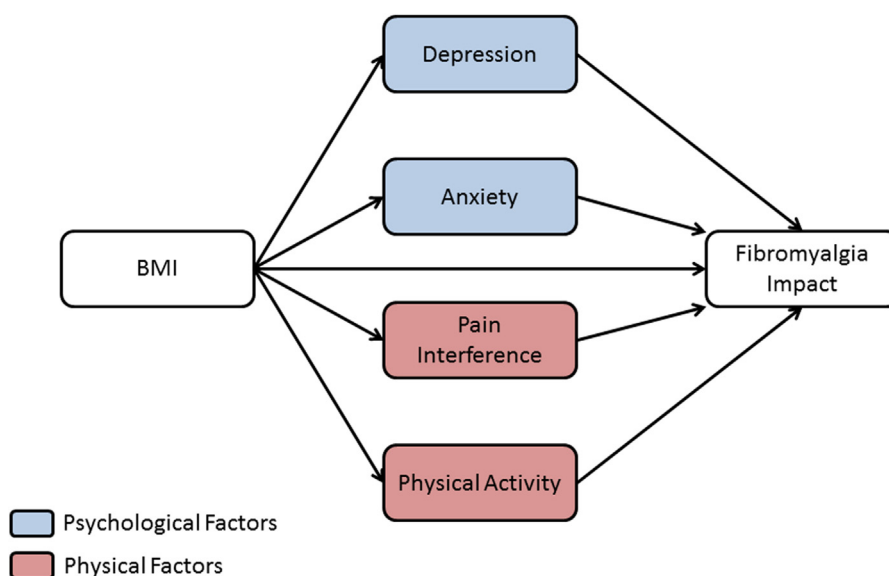 Depression
Anxiety
BMI
Fibromyalgia
Impact
Pain
Interference
Physical Activity
Psychological Factors
Physical Factors